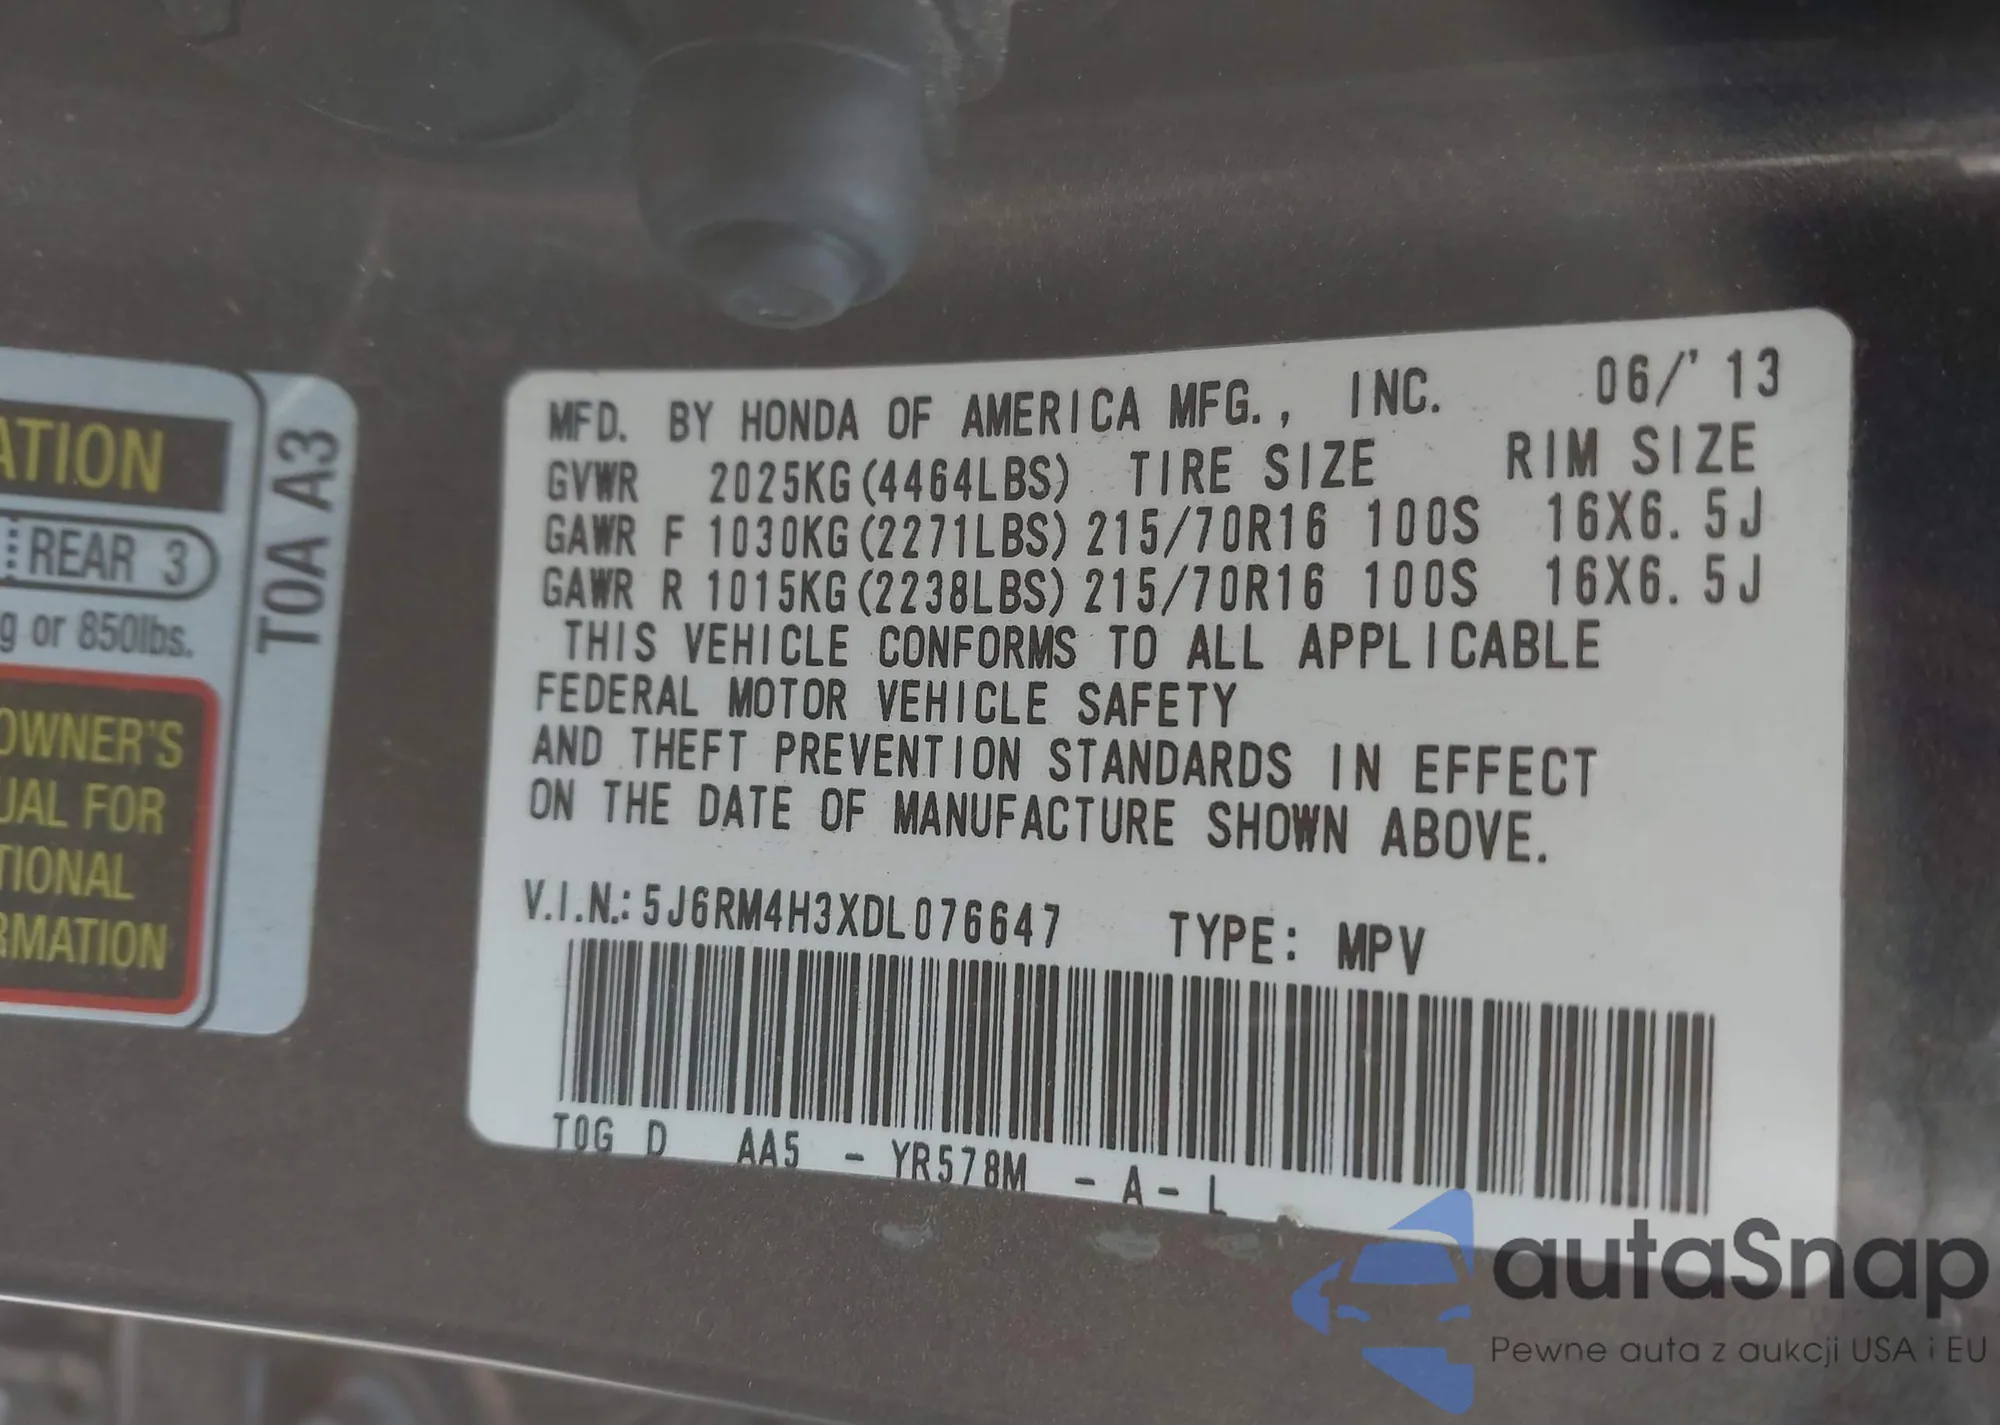 ATION
REAR 3
g or 850lbs.
OWNER'S
UAL FOR
TIONAL
RMATION
T0A A3
MFD. BY HONDA OF AMERICA MFG., INC. 06/'13
GVWR 2025KG(4464LBS) TIRE SIZE RIM SIZE
GAWR F 1030KG(2271LBS) 215/70R16 100S 16X6.5J
GAWR R 1015KG(2238LBS) 215/70R16 100S 16X6.5J
THIS VEHICLE CONFORMS TO ALL APPLICABLE
FEDERAL MOTOR VEHICLE SAFETY
AND THEFT PREVENTION STANDARDS IN EFFECT
ON THE DATE OF MANUFACTURE SHOWN ABOVE.
V.I.N.: 5J6RM4H3XDL076647 TYPE: MPV
T0G D AA5 - YR578M - A - L
autaSnap
Pewne auta z aukcji USA i EU